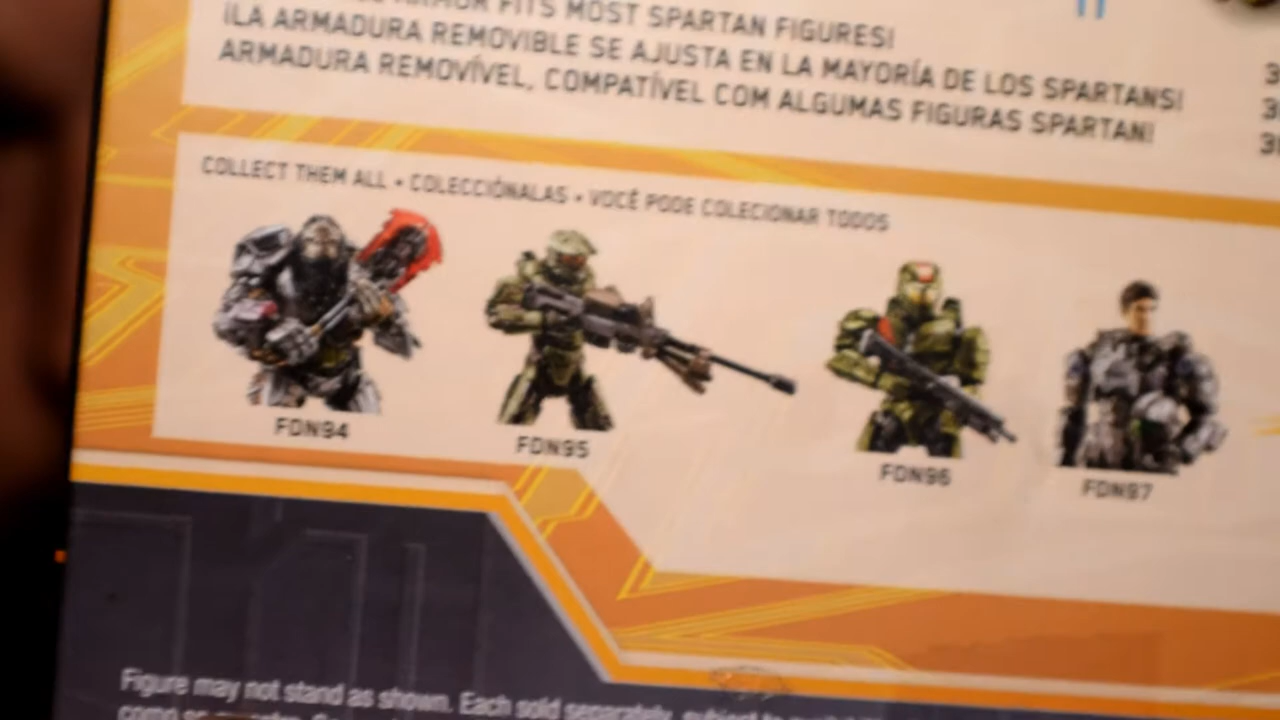 ARMOR FITS MOST SPARTAN FIGURES!
¡LA ARMADURA REMOVIBLE SE AJUSTA EN LA MAYORÍA DE LOS SPARTANS!
ARMADURA REMOVÍVEL, COMPATÍVEL COM ALGUMAS FIGURAS SPARTAN!
COLLECT THEM ALL • COLECCIÓNALAS • VOCÊ PODE COLECIONAR TODOS
FDN94
FDN95
FDN96
FDN97
Figure may not stand as shown. Each sold separately, subject to